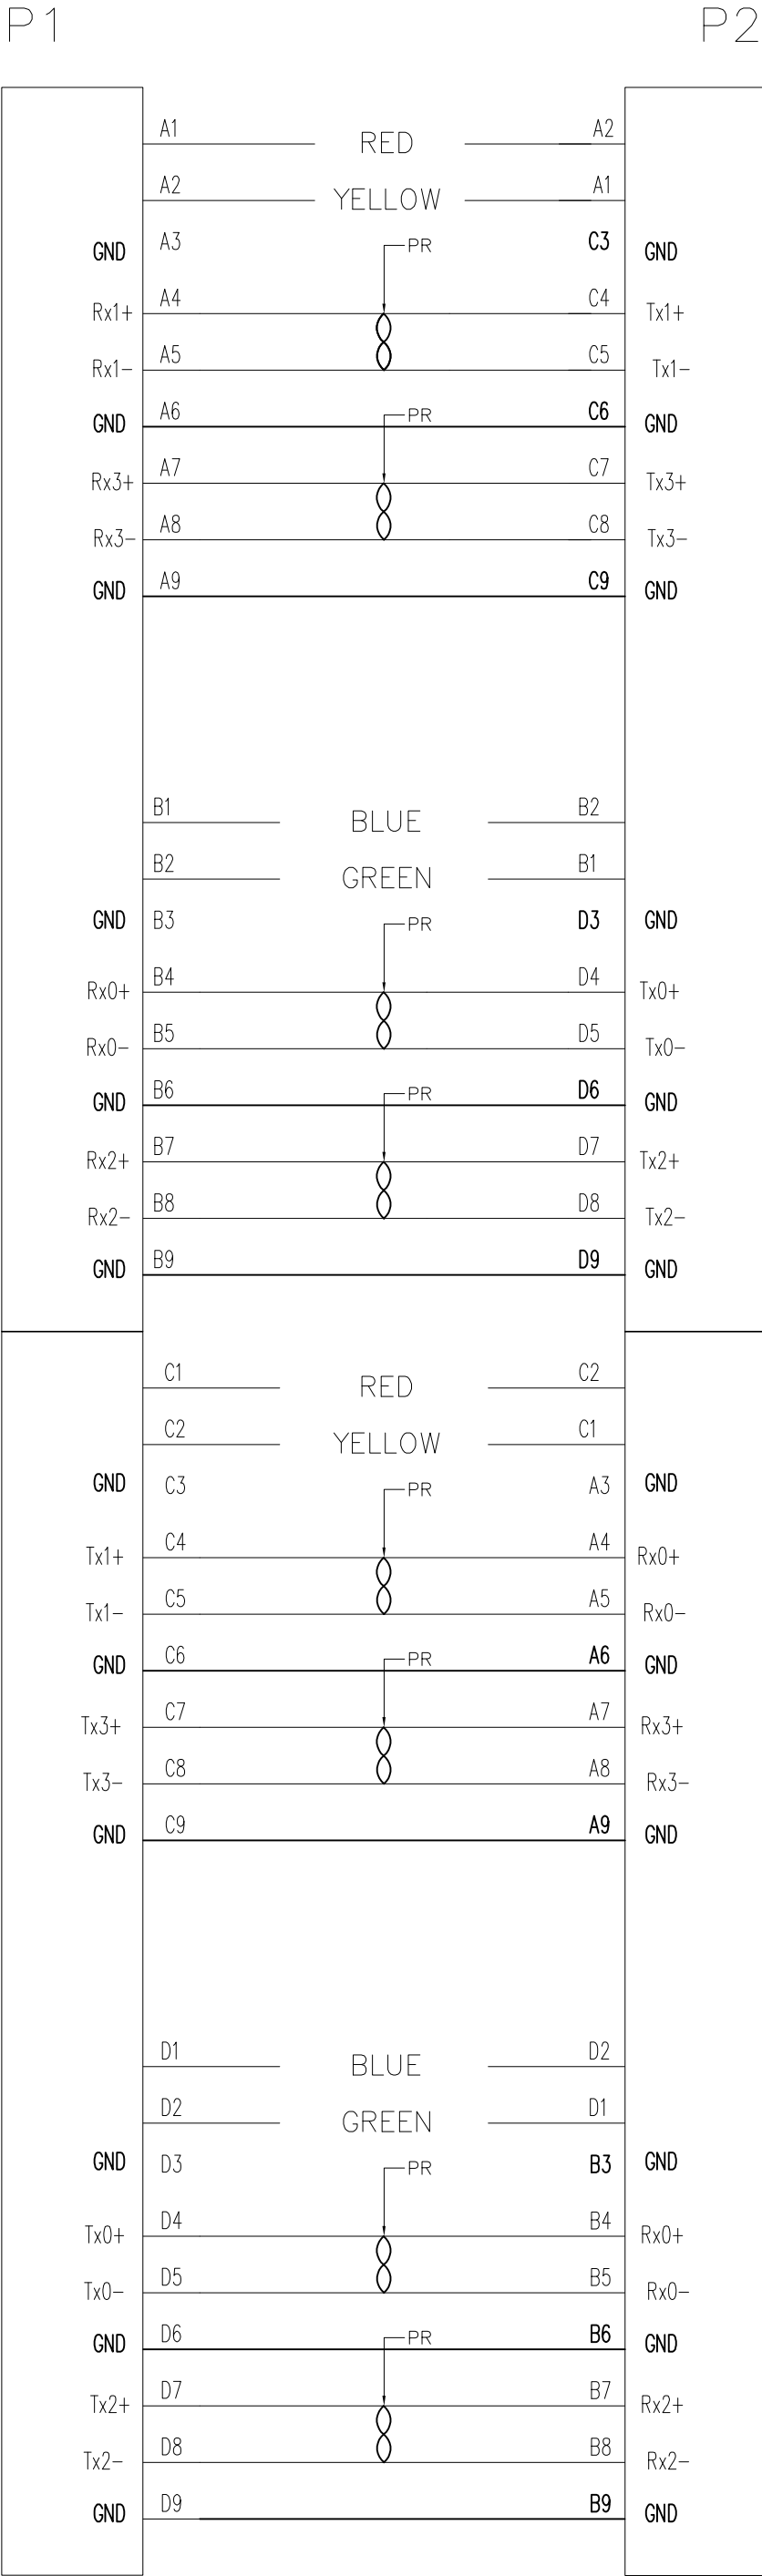 P1 P2
A1 RED A2
A2 YELLOW A1
GND A3 PR C3 GND
Rx1+ A4 C4 Tx1+
Rx1- A5 C5 Tx1-
GND A6 PR C6 GND
Rx3+ A7 C7 Tx3+
Rx3- A8 C8 Tx3-
GND A9 C9 GND
B1 BLUE B2
B2 GREEN B1
GND B3 PR D3 GND
Rx0+ B4 D4 Tx0+
Rx0- B5 D5 Tx0-
GND B6 PR D6 GND
Rx2+ B7 D7 Tx2+
Rx2- B8 D8 Tx2-
GND B9 D9 GND
C1 RED C2
C2 YELLOW C1
GND C3 PR A3 GND
Tx1+ C4 A4 Rx0+
Tx1- C5 A5 Rx0-
GND C6 PR A6 GND
Tx3+ C7 A7 Rx3+
Tx3- C8 A8 Rx3-
GND C9 A9 GND
D1 BLUE D2
D2 GREEN D1
GND D3 PR B3 GND
Tx0+ D4 B4 Rx0+
Tx0- D5 B5 Rx0-
GND D6 PR B6 GND
Tx2+ D7 B7 Rx2+
Tx2- D8 B8 Rx2-
GND D9 B9 GND